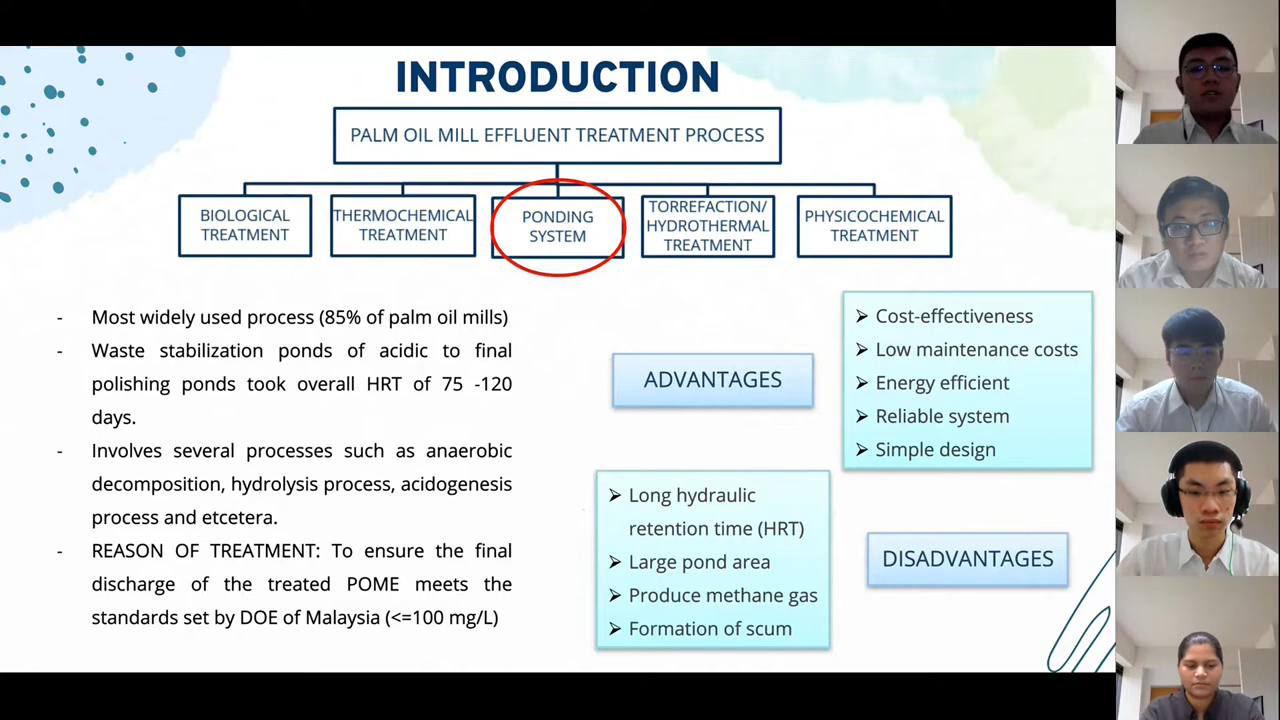 INTRODUCTION
PALM OIL MILL EFFLUENT TREATMENT PROCESS
BIOLOGICAL
TREATMENT
THERMOCHEMICAL
TREATMENT
PONDING
SYSTEM
TORREFACTION/
HYDROTHERMAL
TREATMENT
PHYSICOCHEMICAL
TREATMENT
- Most widely used process (85% of palm oil mills)
- Waste stabilization ponds of acidic to final
polishing ponds took overall HRT of 75 -120
days.
- Involves several processes such as anaerobic
decomposition, hydrolysis process, acidogenesis
process and etcetera.
- REASON OF TREATMENT: To ensure the final
discharge of the treated POME meets the
standards set by DOE of Malaysia (<=100 mg/L)
ADVANTAGES
➢ Cost-effectiveness
➢ Low maintenance costs
➢ Energy efficient
➢ Reliable system
➢ Simple design
➢ Long hydraulic
retention time (HRT)
➢ Large pond area
➢ Produce methane gas
➢ Formation of scum
DISADVANTAGES